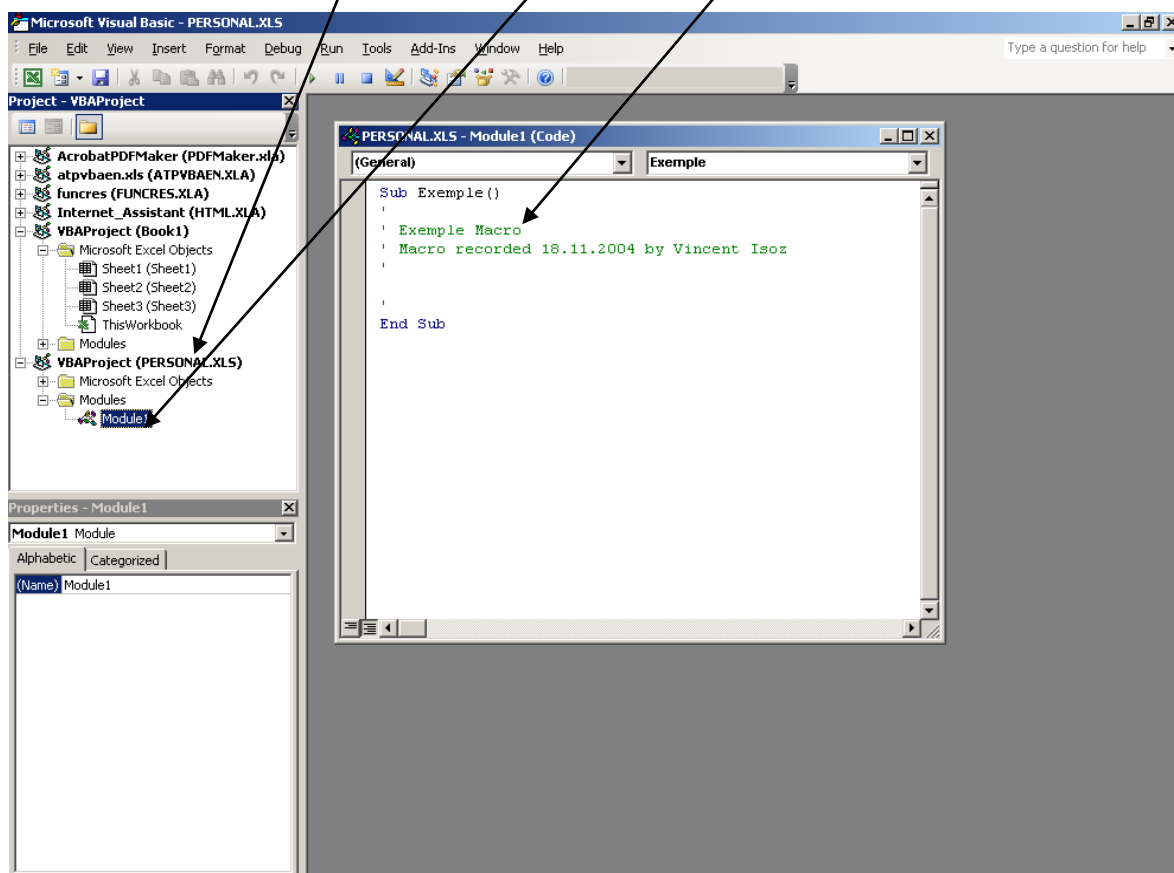 Microsoft Visual Basic - PERSONAL.XLS
File Edit View Insert Format Debug Run Tools Add-Ins Window Help
Type a question for help
Project - VBAProject
AcrobatPDFMaker (PDFMaker.xla)
atpvbaen.xls (ATPVBAEN.XLA)
funcres (FUNCRES.XLA)
Internet_Assistant (HTML.XLA)
VBAProject (Book1)
Microsoft Excel Objects
Sheet1 (Sheet1)
Sheet2 (Sheet2)
Sheet3 (Sheet3)
ThisWorkbook
Modules
VBAProject (PERSONAL.XLS)
Microsoft Excel Objects
Modules
Module1
Properties - Module1
Module1 Module
Alphabetic Categorized
(Name) Module1
PERSONAL.XLS - Module1 (Code)
(General) Exemple
Sub Exemple()
'
' Exemple Macro
' Macro recorded 18.11.2004 by Vincent Isoz
'
'
End Sub